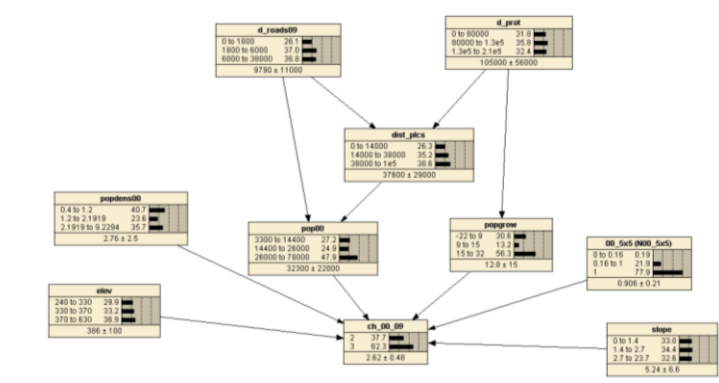 d_roads09
0 to 1800 26.1
1800 to 6000 37.0
6000 to 38000 36.8
9790 ± 11000
d_prot
0 to 80000 31.8
80000 to 1.3e5 35.8
1.3e5 to 2.1e5 32.4
105000 ± 56000
dist_plcs
0 to 14000 26.3
14000 to 38000 35.2
38000 to 1e5 38.6
37600 ± 29000
popdens00
0.4 to 1.2 40.7
1.2 to 2.1919 23.6
2.1919 to 9.2294 35.7
2.76 ± 2.5
pop00
3300 to 14400 27.2
14400 to 26000 24.9
26000 to 78000 47.9
32300 ± 22000
popgrow
-22 to 9 30.6
9 to 15 13.2
15 to 32 56.3
12.8 ± 15
00_5x5 (N00_5x5)
0 to 0.16 0.19
0.16 to 1 21.9
1 77.9
0.906 ± 0.21
elev
240 to 330 29.9
330 to 370 33.2
370 to 630 36.9
386 ± 100
ch_00_09
2 37.7
3 62.3
2.62 ± 0.48
slope
0 to 1.4 33.0
1.4 to 2.7 34.4
2.7 to 23.7 32.6
5.24 ± 6.6